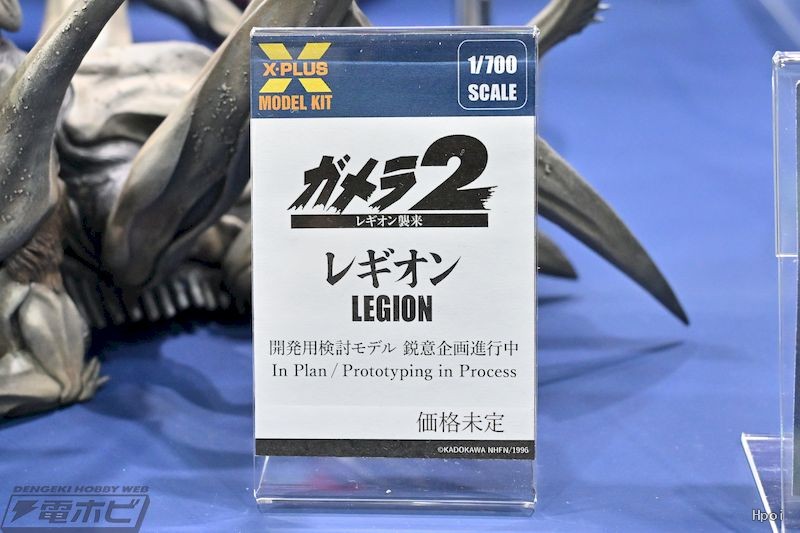 X-PLUS
MODEL KIT
1/700
SCALE
ガメラ2
レギオン襲来
レギオン
LEGION
開発用検討モデル 鋭意企画進行中
In Plan / Prototyping in Process
価格未定
©KADOKAWA NHFN/1996
DENGEKI HOBBY WEB
電ホビ
Hpoi